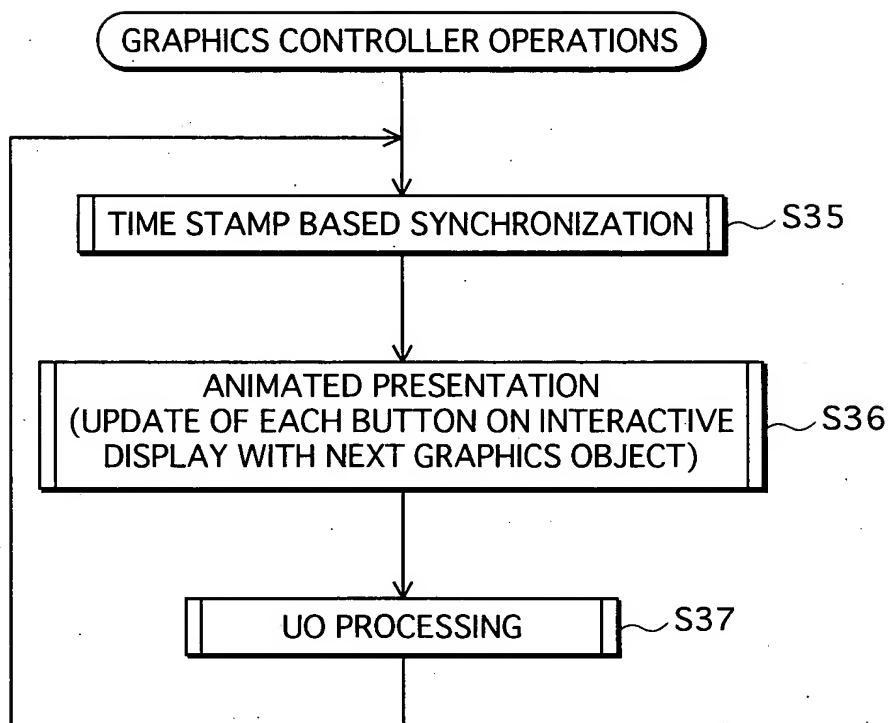 GRAPHICS CONTROLLER OPERATIONS
TIME STAMP BASED SYNCHRONIZATION
S35
ANIMATED PRESENTATION
(UPDATE OF EACH BUTTON ON INTERACTIVE
DISPLAY WITH NEXT GRAPHICS OBJECT)
S36
UO PROCESSING
S37